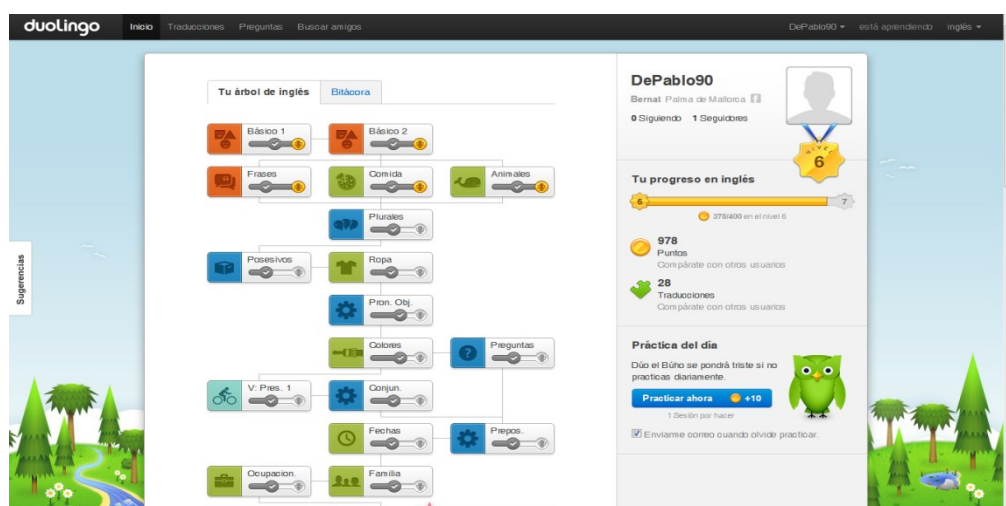 duolingo Inicio Traducciones Preguntas Buscar amigos DePablo90 está aprendiendo inglés
Sugerencias
Tu árbol de inglés Bitácora
Básico 1 Básico 2
Frases Comida Animales
Plurales
Posesivos Ropa
Pron. Obj.
Colores Preguntas
V: Pres. 1 Conjun.
Fechas Prepos.
Ocupacion. Familia
DePablo90
Bernat Palma de Mallorca
0 Siguiendo 1 Seguidores
NIVEL
6
Tu progreso en inglés
6 7
378/400 en el nivel 6
978
Puntos
Compárate con otros usuarios
28
Traducciones
Compárate con otros usuarios
Práctica del día
Dúo el Búho se pondrá triste si no
practicas diariamente.
Practicar ahora +10
1 Sesión por hacer
Enviarme correo cuando olvide practicar.